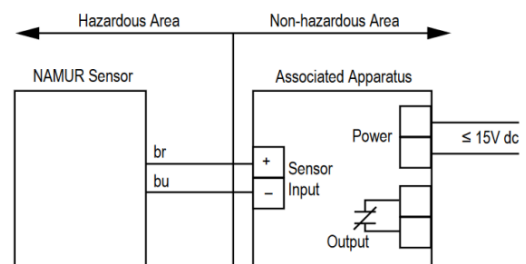 Hazardous Area
Non-hazardous Area
NAMUR Sensor
Associated Apparatus
Power
≤ 15V dc
br
bu
+
–
Sensor
Input
Output